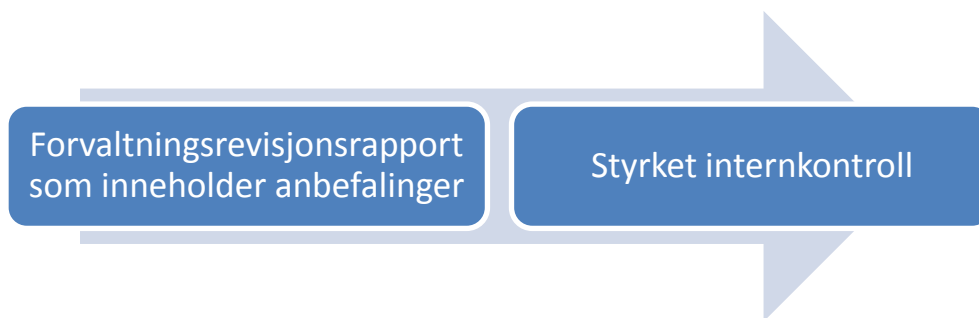 Forvaltningsrevisjonsrapport
som inneholder anbefalinger
Styrket internkontroll